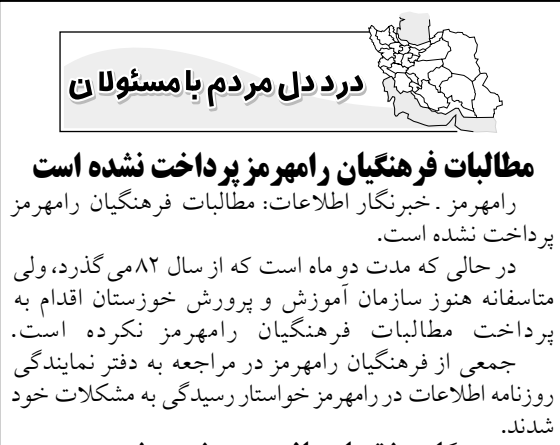 درد دل مردم با مسئولان
مطالبات فرهنگیان رامهرمز پرداخت نشده است
رامهرمز ـ خبرنگار اطلاعات: مطالبات فرهنگیان رامهرمز
پرداخت نشده است.
در حالی که مدت دو ماه است که از سال ۸۲ می گذرد، ولی
متاسفانه هنوز سازمان آموزش و پرورش خوزستان اقدام به
پرداخت مطالبات فرهنگیان رامهرمز نکرده است.
جمعی از فرهنگیان رامهرمز در مراجعه به دفتر نمایندگی
روزنامه اطلاعات در رامهرمز خواستار رسیدگی به مشکلات خود
شدند.